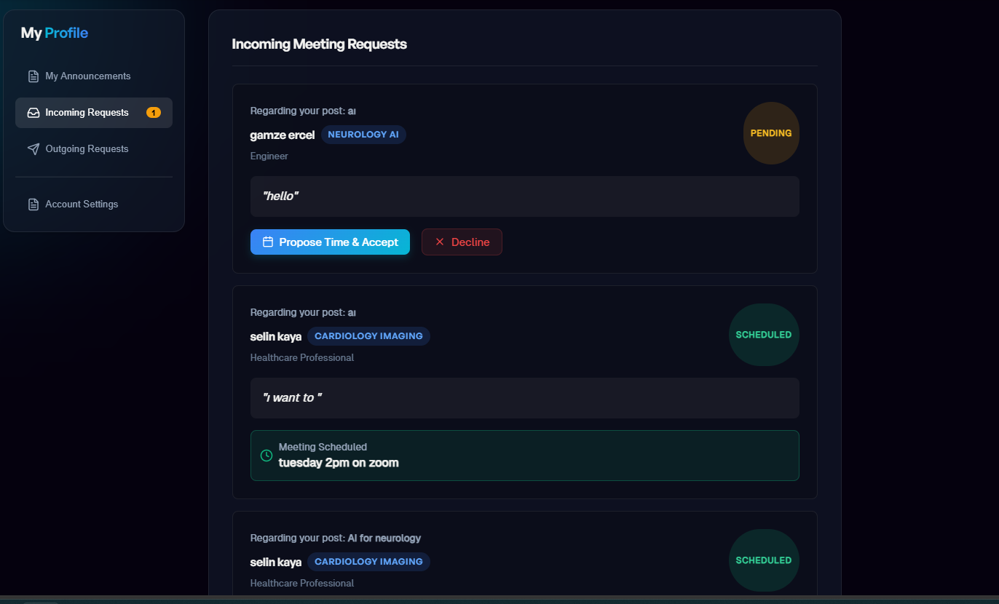 My Profile
My Announcements
Incoming Requests 1
Outgoing Requests
Account Settings
Incoming Meeting Requests
Regarding your post: aı
gamze ercel NEUROLOGY AI
Engineer
PENDING
"hello"
Propose Time & Accept
Decline
Regarding your post: aı
selin kaya CARDIOLOGY IMAGING
Healthcare Professional
SCHEDULED
"ı want to "
Meeting Scheduled
tuesday 2pm on zoom
Regarding your post: AI for neurology
selin kaya CARDIOLOGY IMAGING
Healthcare Professional
SCHEDULED